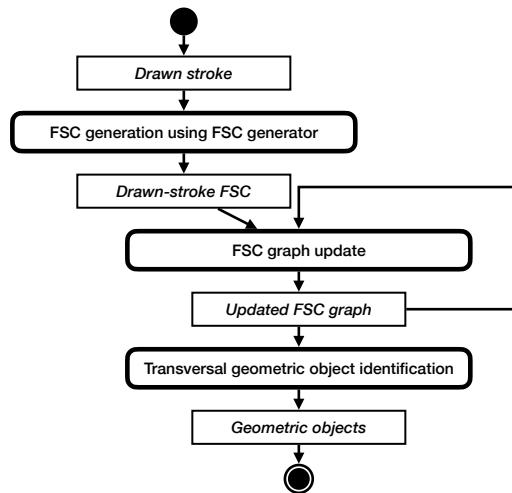 Drawn stroke
FSC generation using FSC generator
Drawn-stroke FSC
FSC graph update
Updated FSC graph
Transversal geometric object identification
Geometric objects